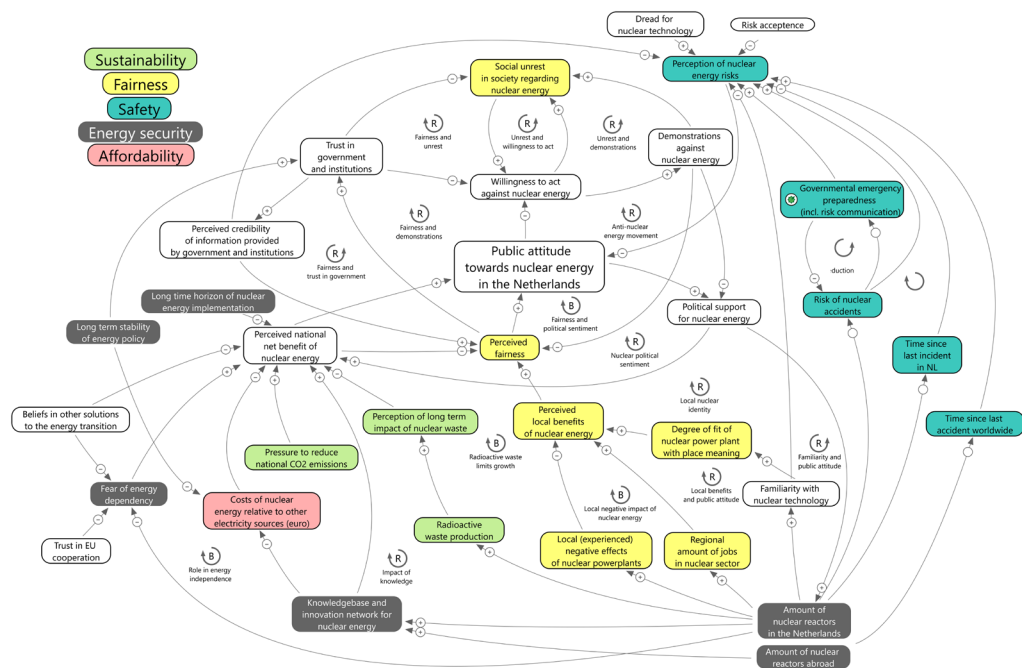 Dread for
nuclear technology
Risk acceptence
Sustainability
Fairness
Safety
Energy security
Affordability
Social unrest
in society regarding
nuclear energy
Perception of nuclear
energy risks
R
Fairness and
unrest
R
Unrest and
willingness to act
R
Unrest and
demonstrations
Trust in
government
and institutions
Demonstrations
against
nuclear energy
Willingness to act
against nuclear energy
Governmental emergency
preparedness
(incl. risk communication)
Perceived credibility
of information provided
by government and institutions
R
Fairness and
demonstrations
R
Anti-nuclear
energy movement
R
Fairness and
trust in government
Public attitude
towards nuclear energy
in the Netherlands
duction
Long time horizon of nuclear
energy implementation
Long term stability
of energy policy
B
Fairness and
political sentiment
Political support
for nuclear energy
Risk of nuclear
accidents
Perceived national
net benefit of
nuclear energy
Perceived
fairness
R
Nuclear political
sentiment
Time since
last incident
in NL
Beliefs in other solutions
to the energy transition
Perception of long term
impact of nuclear waste
Perceived
local benefits
of nuclear energy
R
Local nuclear
identity
Degree of fit of
nuclear power plant
with place meaning
Time since last
accident worldwide
Pressure to reduce
national CO2 emissions
B
Radioactive waste
limits growth
R
Familiarity and
public attitude
Fear of energy
dependency
Costs of nuclear
energy relative to other
electricity sources (euro)
R
Local benefits
and public attitude
Familiarity with
nuclear technology
B
Local negative impact of
nuclear energy
Trust in EU
cooperation
Radioactive
waste production
Local (experienced)
negative effects
of nuclear powerplants
Regional
amount of jobs
in nuclear sector
B
Role in energy
independence
R
Impact of
knowledge
Knowledgebase and
innovation network for
nuclear energy
Amount of
nuclear reactors
in the Netherlands
Amount of nuclear
reactors abroad